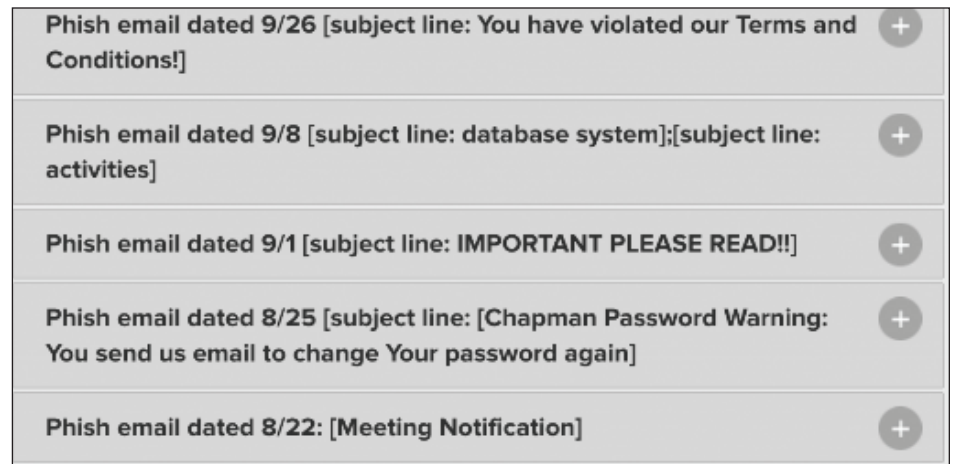 Phish email dated 9/26 [subject line: You have violated our Terms and
Conditions!]
Phish email dated 9/8 [subject line: database system];[subject line:
activities]
Phish email dated 9/1 [subject line: IMPORTANT PLEASE READ!!]
Phish email dated 8/25 [subject line: [Chapman Password Warning:
You send us email to change Your password again]
Phish email dated 8/22: [Meeting Notification]